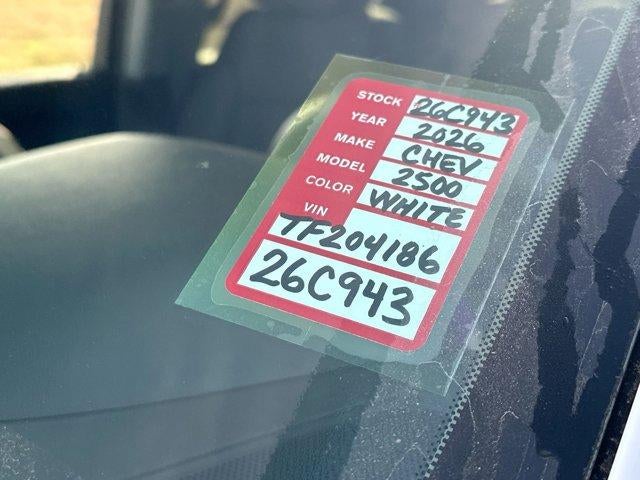 STOCK 26C943
YEAR 2026
MAKE CHEV
MODEL 2500
COLOR WHITE
VIN
TF204186
26C943